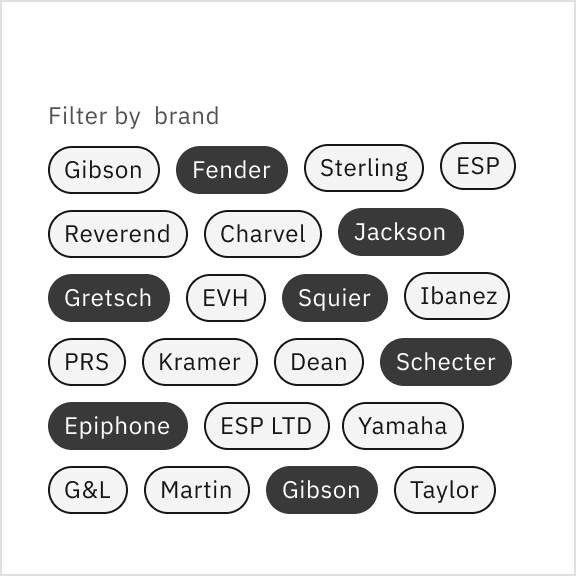 Filter by brand
Gibson Fender Sterling ESP
Reverend Charvel Jackson
Gretsch EVH Squier Ibanez
PRS Kramer Dean Schecter
Epiphone ESP LTD Yamaha
G&L Martin Gibson Taylor